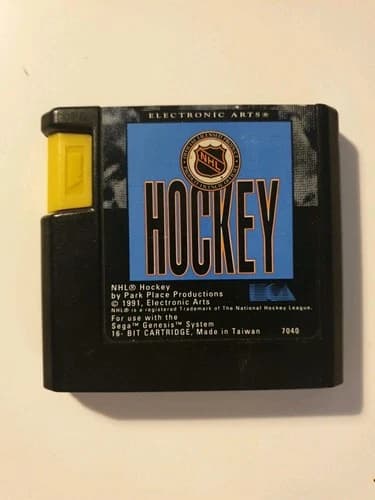 ELECTRONIC ARTS®
NHL
HOCKEY
NHL® Hockey
by Park Place Productions
© 1991, Electronic Arts
NHL® is a registered Trademark of The National Hockey League.
For use with the
Sega™ Genesis™ System
16- BIT CARTRIDGE, Made in Taiwan 7040